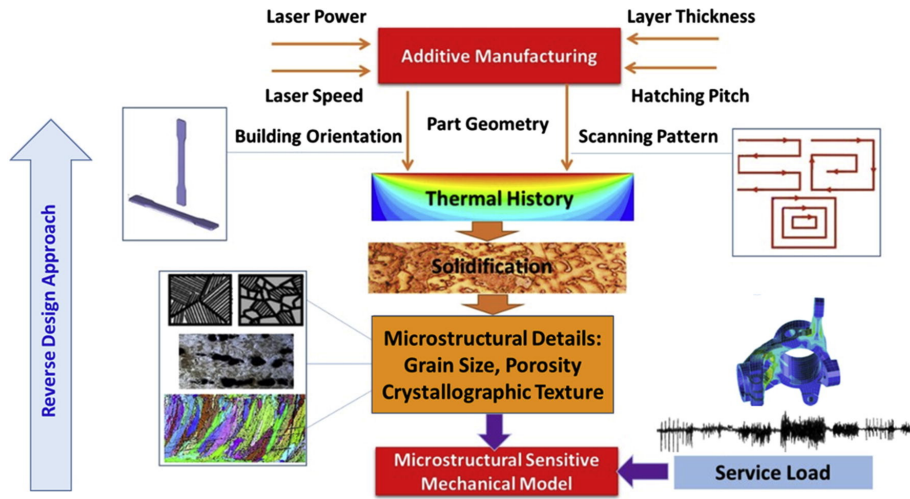 Laser Power
Layer Thickness
Additive Manufacturing
Laser Speed
Hatching Pitch
Building Orientation
Part Geometry
Scanning Pattern
Thermal History
Solidification
Reverse Design Approach
Microstructural Details:
Grain Size, Porosity
Crystallographic Texture
Microstructural Sensitive
Mechanical Model
Service Load